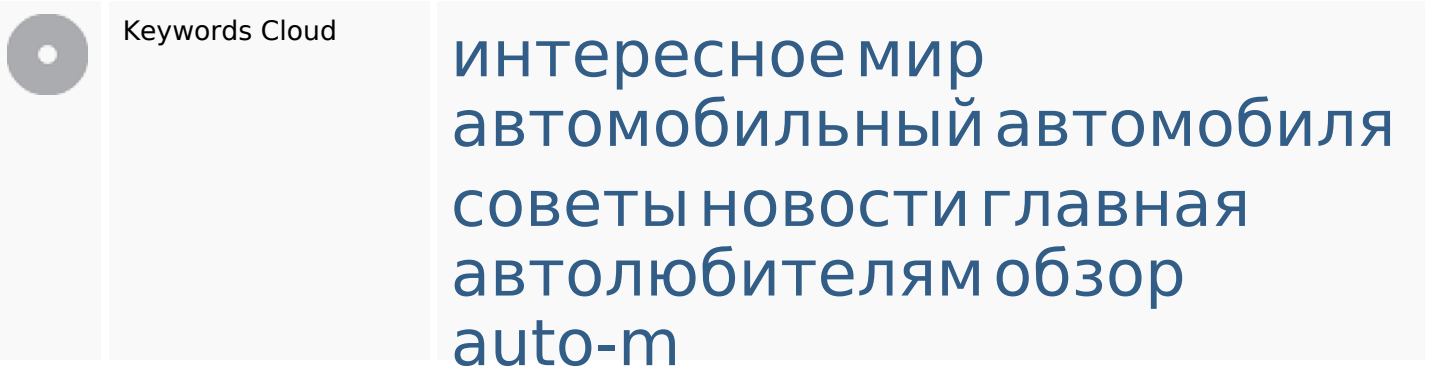 Keywords Cloud
интересное мир
автомобильный автомобиля
советы новости главная
автолюбителям обзор
auto-m